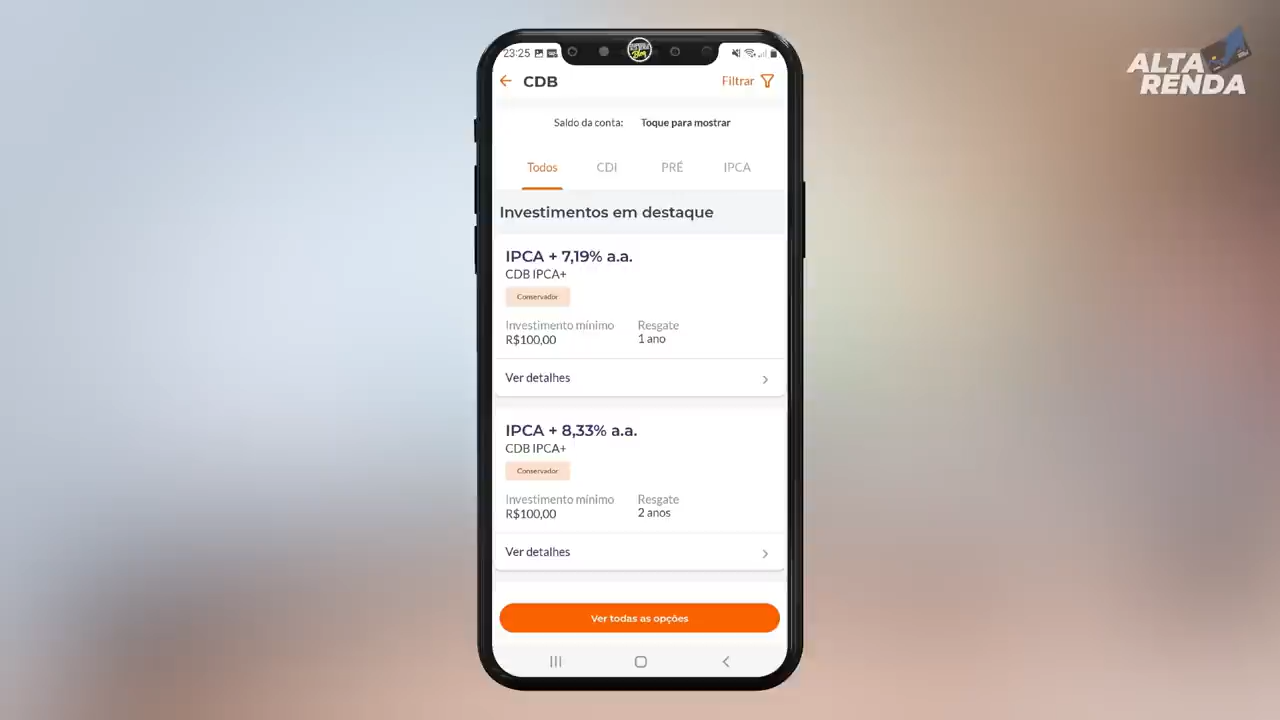 23:25
CDB
Filtrar
Saldo da conta: Toque para mostrar
Todos CDI PRÉ IPCA
Investimentos em destaque
IPCA + 7,19% a.a.
CDB IPCA+
Conservador
Investimento mínimo Resgate
R$100,00 1 ano
Ver detalhes
IPCA + 8,33% a.a.
CDB IPCA+
Conservador
Investimento mínimo Resgate
R$100,00 2 anos
Ver detalhes
Ver todas as opções
ALTA
RENDA